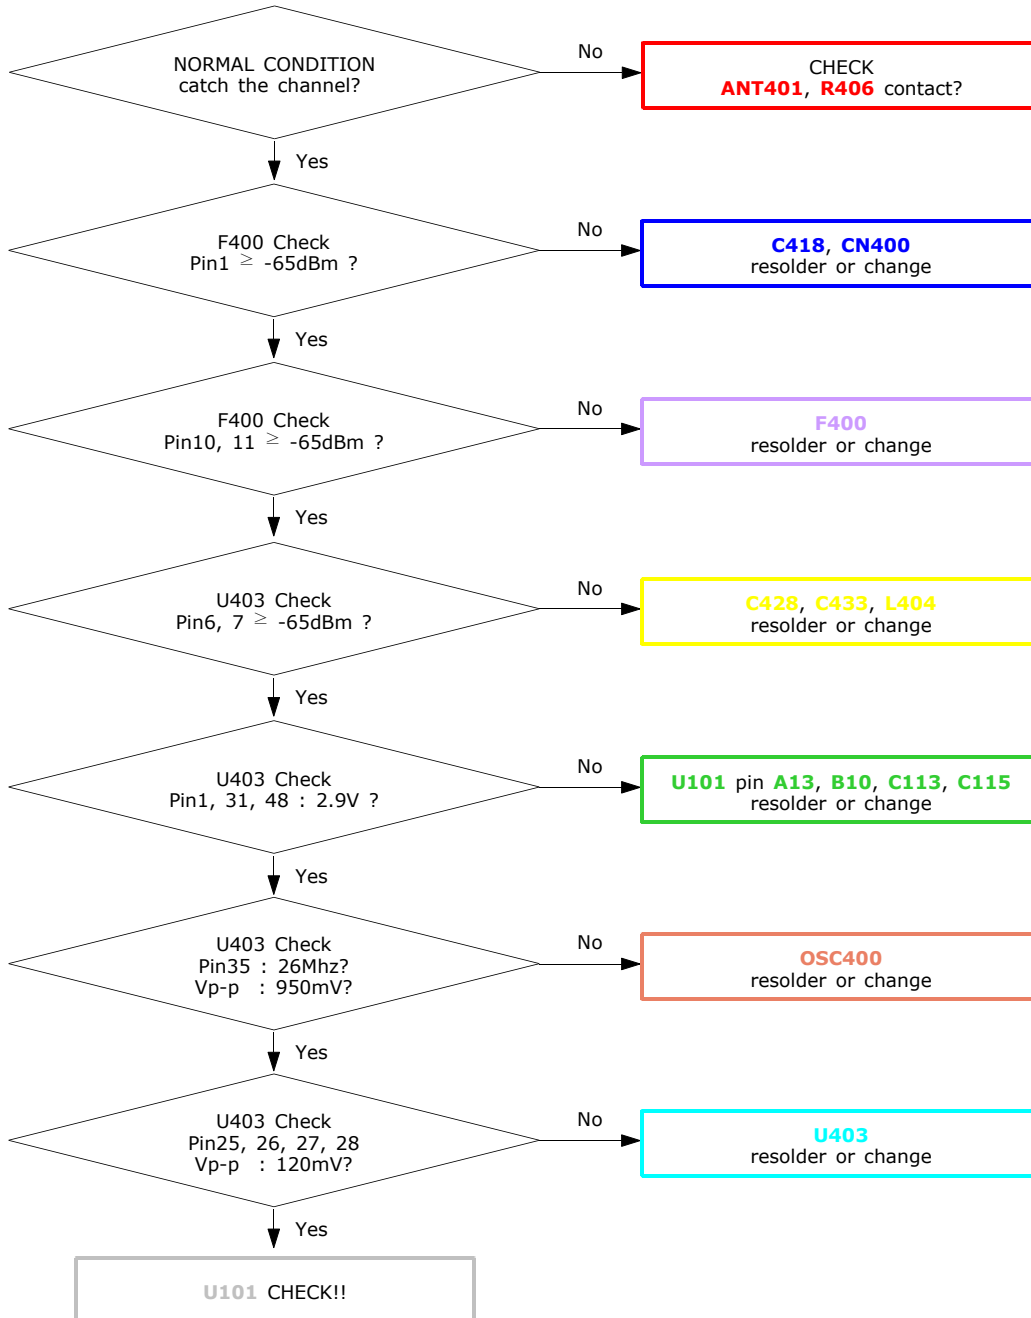 NORMAL CONDITION
catch the channel?
No
CHECK
ANT401, R406 contact?
Yes
F400 Check
Pin1 ≥ -65dBm ?
No
C418, CN400
resolder or change
Yes
F400 Check
Pin10, 11 ≥ -65dBm ?
No
F400
resolder or change
Yes
U403 Check
Pin6, 7 ≥ -65dBm ?
No
C428, C433, L404
resolder or change
Yes
U403 Check
Pin1, 31, 48 : 2.9V ?
No
U101 pin A13, B10, C113, C115
resolder or change
Yes
U403 Check
Pin35 : 26Mhz?
Vp-p : 950mV?
No
OSC400
resolder or change
Yes
U403 Check
Pin25, 26, 27, 28
Vp-p : 120mV?
No
U403
resolder or change
Yes
U101 CHECK!!